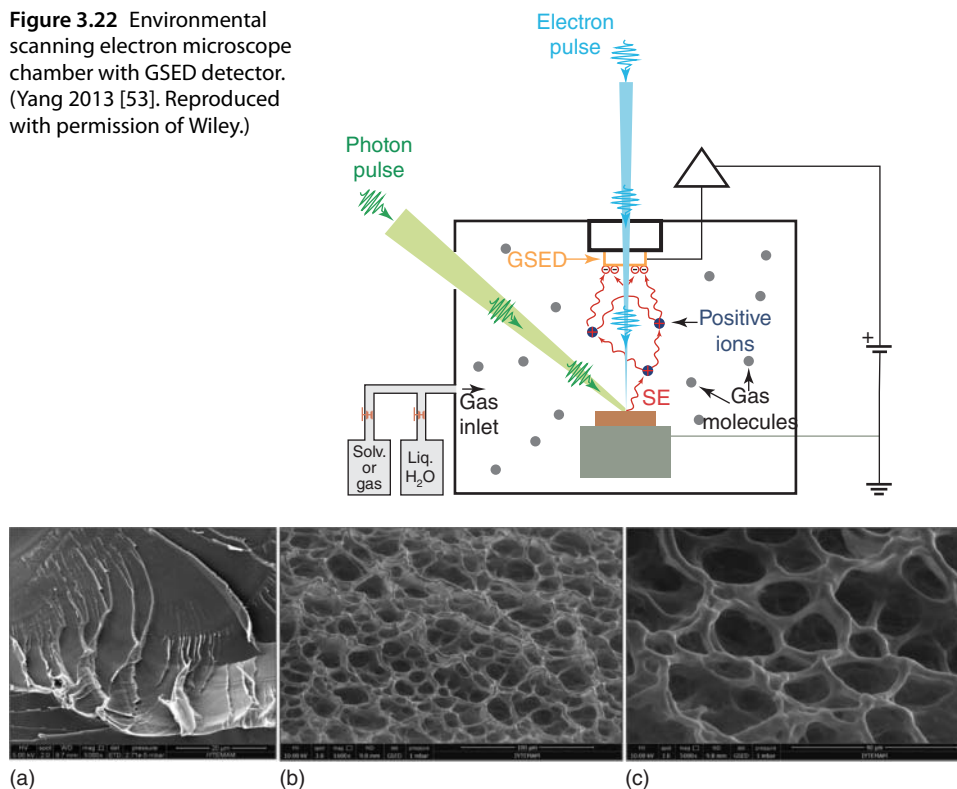 Figure 3.22 Environmental
scanning electron microscope
chamber with GSED detector.
(Yang 2013 [53]. Reproduced
with permission of Wiley.)
Electron
pulse
Photon
pulse
GSED
Positive
ions
+
SE
Gas
inlet
Gas
molecules
Solv.
or
gas
Liq.
H₂O
(a)
(b)
(c)